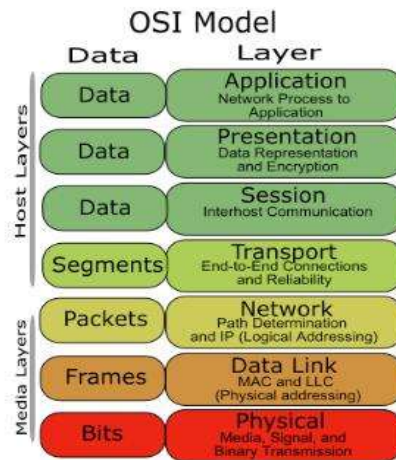 OSI Model
Data Layer
Host Layers
Data
Application
Network Process to
Application
Data
Presentation
Data Representation
and Encryption
Data
Session
Interhost Communication
Segments
Transport
End-to-End Connections
and Reliability
Media Layers
Packets
Network
Path Determination
and IP (Logical Addressing)
Frames
Data Link
MAC and LLC
(Physical addressing)
Bits
Physical
Media, Signal, and
Binary Transmission